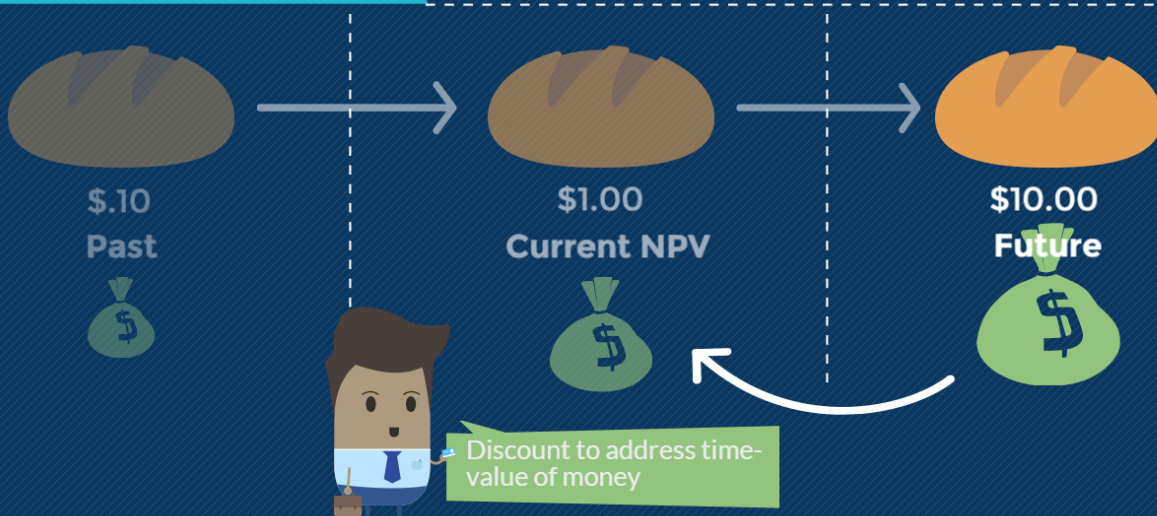 $.10
Past
$1.00
Current NPV
$10.00
Future
$
$
$
Discount to address time-
value of money